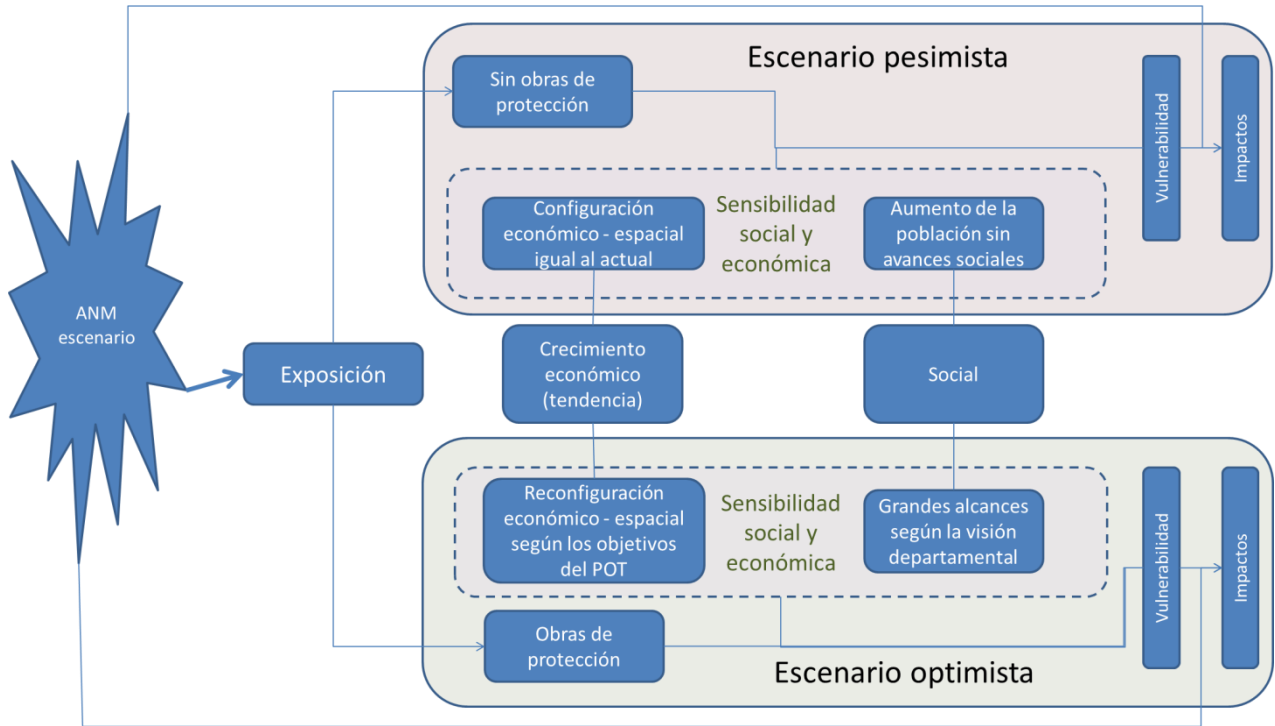 Escenario pesimista
Sin obras de
protección
Vulnerabilidad
Impactos
Configuración
económico - espacial
igual al actual
Sensibilidad
social y
económica
Aumento de la
población sin
avances sociales
ANM
escenario
Exposición
Crecimiento
económico
(tendencia)
Social
Reconfiguración
económico - espacial
según los objetivos
del POT
Sensibilidad
social y
económica
Grandes alcances
según la visión
departamental
Vulnerabilidad
Impactos
Obras de
protección
Escenario optimista